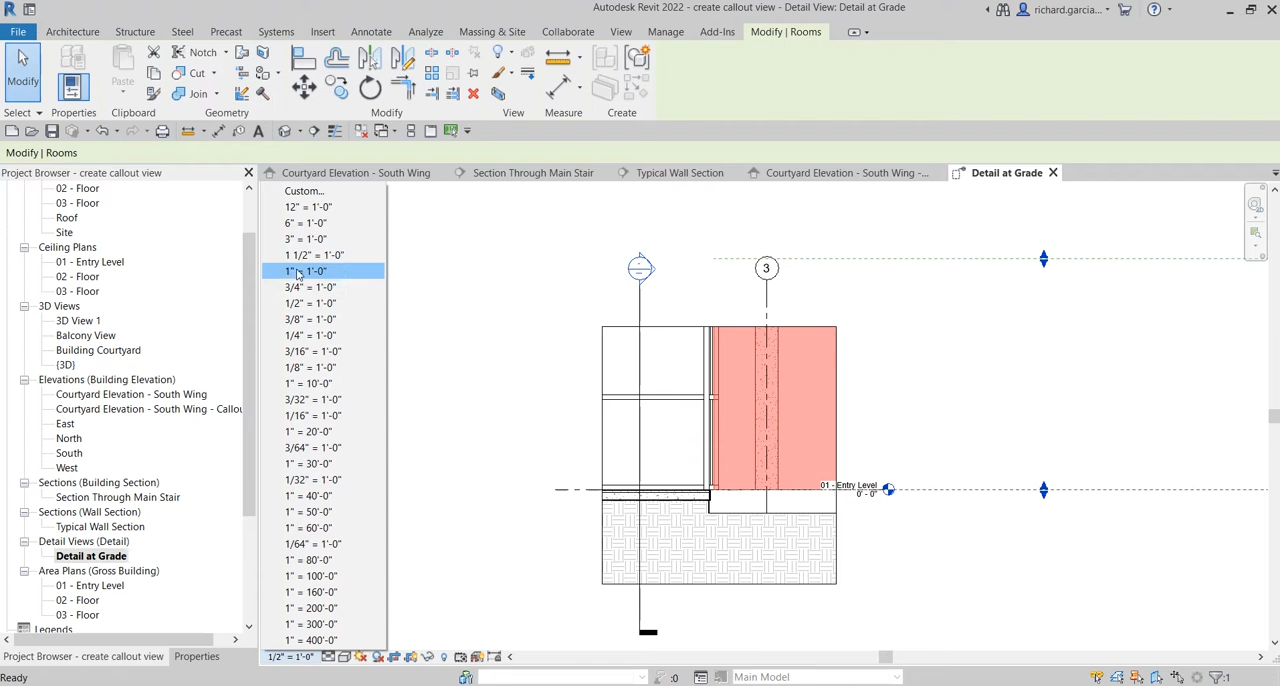 Autodesk Revit 2022 - create callout view - Detail View: Detail at Grade
richard.garcia...
File Architecture Structure Steel Precast Systems Insert Annotate Analyze Massing & Site Collaborate View Manage Add-Ins Modify | Rooms
Modify
Paste
Notch
Cut
Join
Select Properties Clipboard Geometry Modify View Measure Create
Modify | Rooms
Project Browser - create callout view
Courtyard Elevation - South Wing
Section Through Main Stair
Typical Wall Section
Courtyard Elevation - South Wing -...
Detail at Grade
02 - Floor
03 - Floor
Roof
Site
Ceiling Plans
01 - Entry Level
02 - Floor
03 - Floor
3D Views
3D View 1
Balcony View
Building Courtyard
{3D}
Elevations (Building Elevation)
Courtyard Elevation - South Wing
Courtyard Elevation - South Wing - Callou
East
North
South
West
Sections (Building Section)
Section Through Main Stair
Sections (Wall Section)
Typical Wall Section
Detail Views (Detail)
Detail at Grade
Area Plans (Gross Building)
01 - Entry Level
02 - Floor
03 - Floor
Legends
Custom...
12" = 1'-0"
6" = 1'-0"
3" = 1'-0"
1 1/2" = 1'-0"
1" = 1'-0"
3/4" = 1'-0"
1/2" = 1'-0"
3/8" = 1'-0"
1/4" = 1'-0"
3/16" = 1'-0"
1/8" = 1'-0"
1" = 10'-0"
3/32" = 1'-0"
1/16" = 1'-0"
1" = 20'-0"
3/64" = 1'-0"
1" = 30'-0"
1/32" = 1'-0"
1" = 40'-0"
1" = 50'-0"
1" = 60'-0"
1/64" = 1'-0"
1" = 80'-0"
1" = 100'-0"
1" = 160'-0"
1" = 200'-0"
1" = 300'-0"
1" = 400'-0"
3
01 - Entry Level
0' - 0"
Project Browser - create callout view Properties
1/2" = 1'-0"
Ready
:0
Main Model
:1